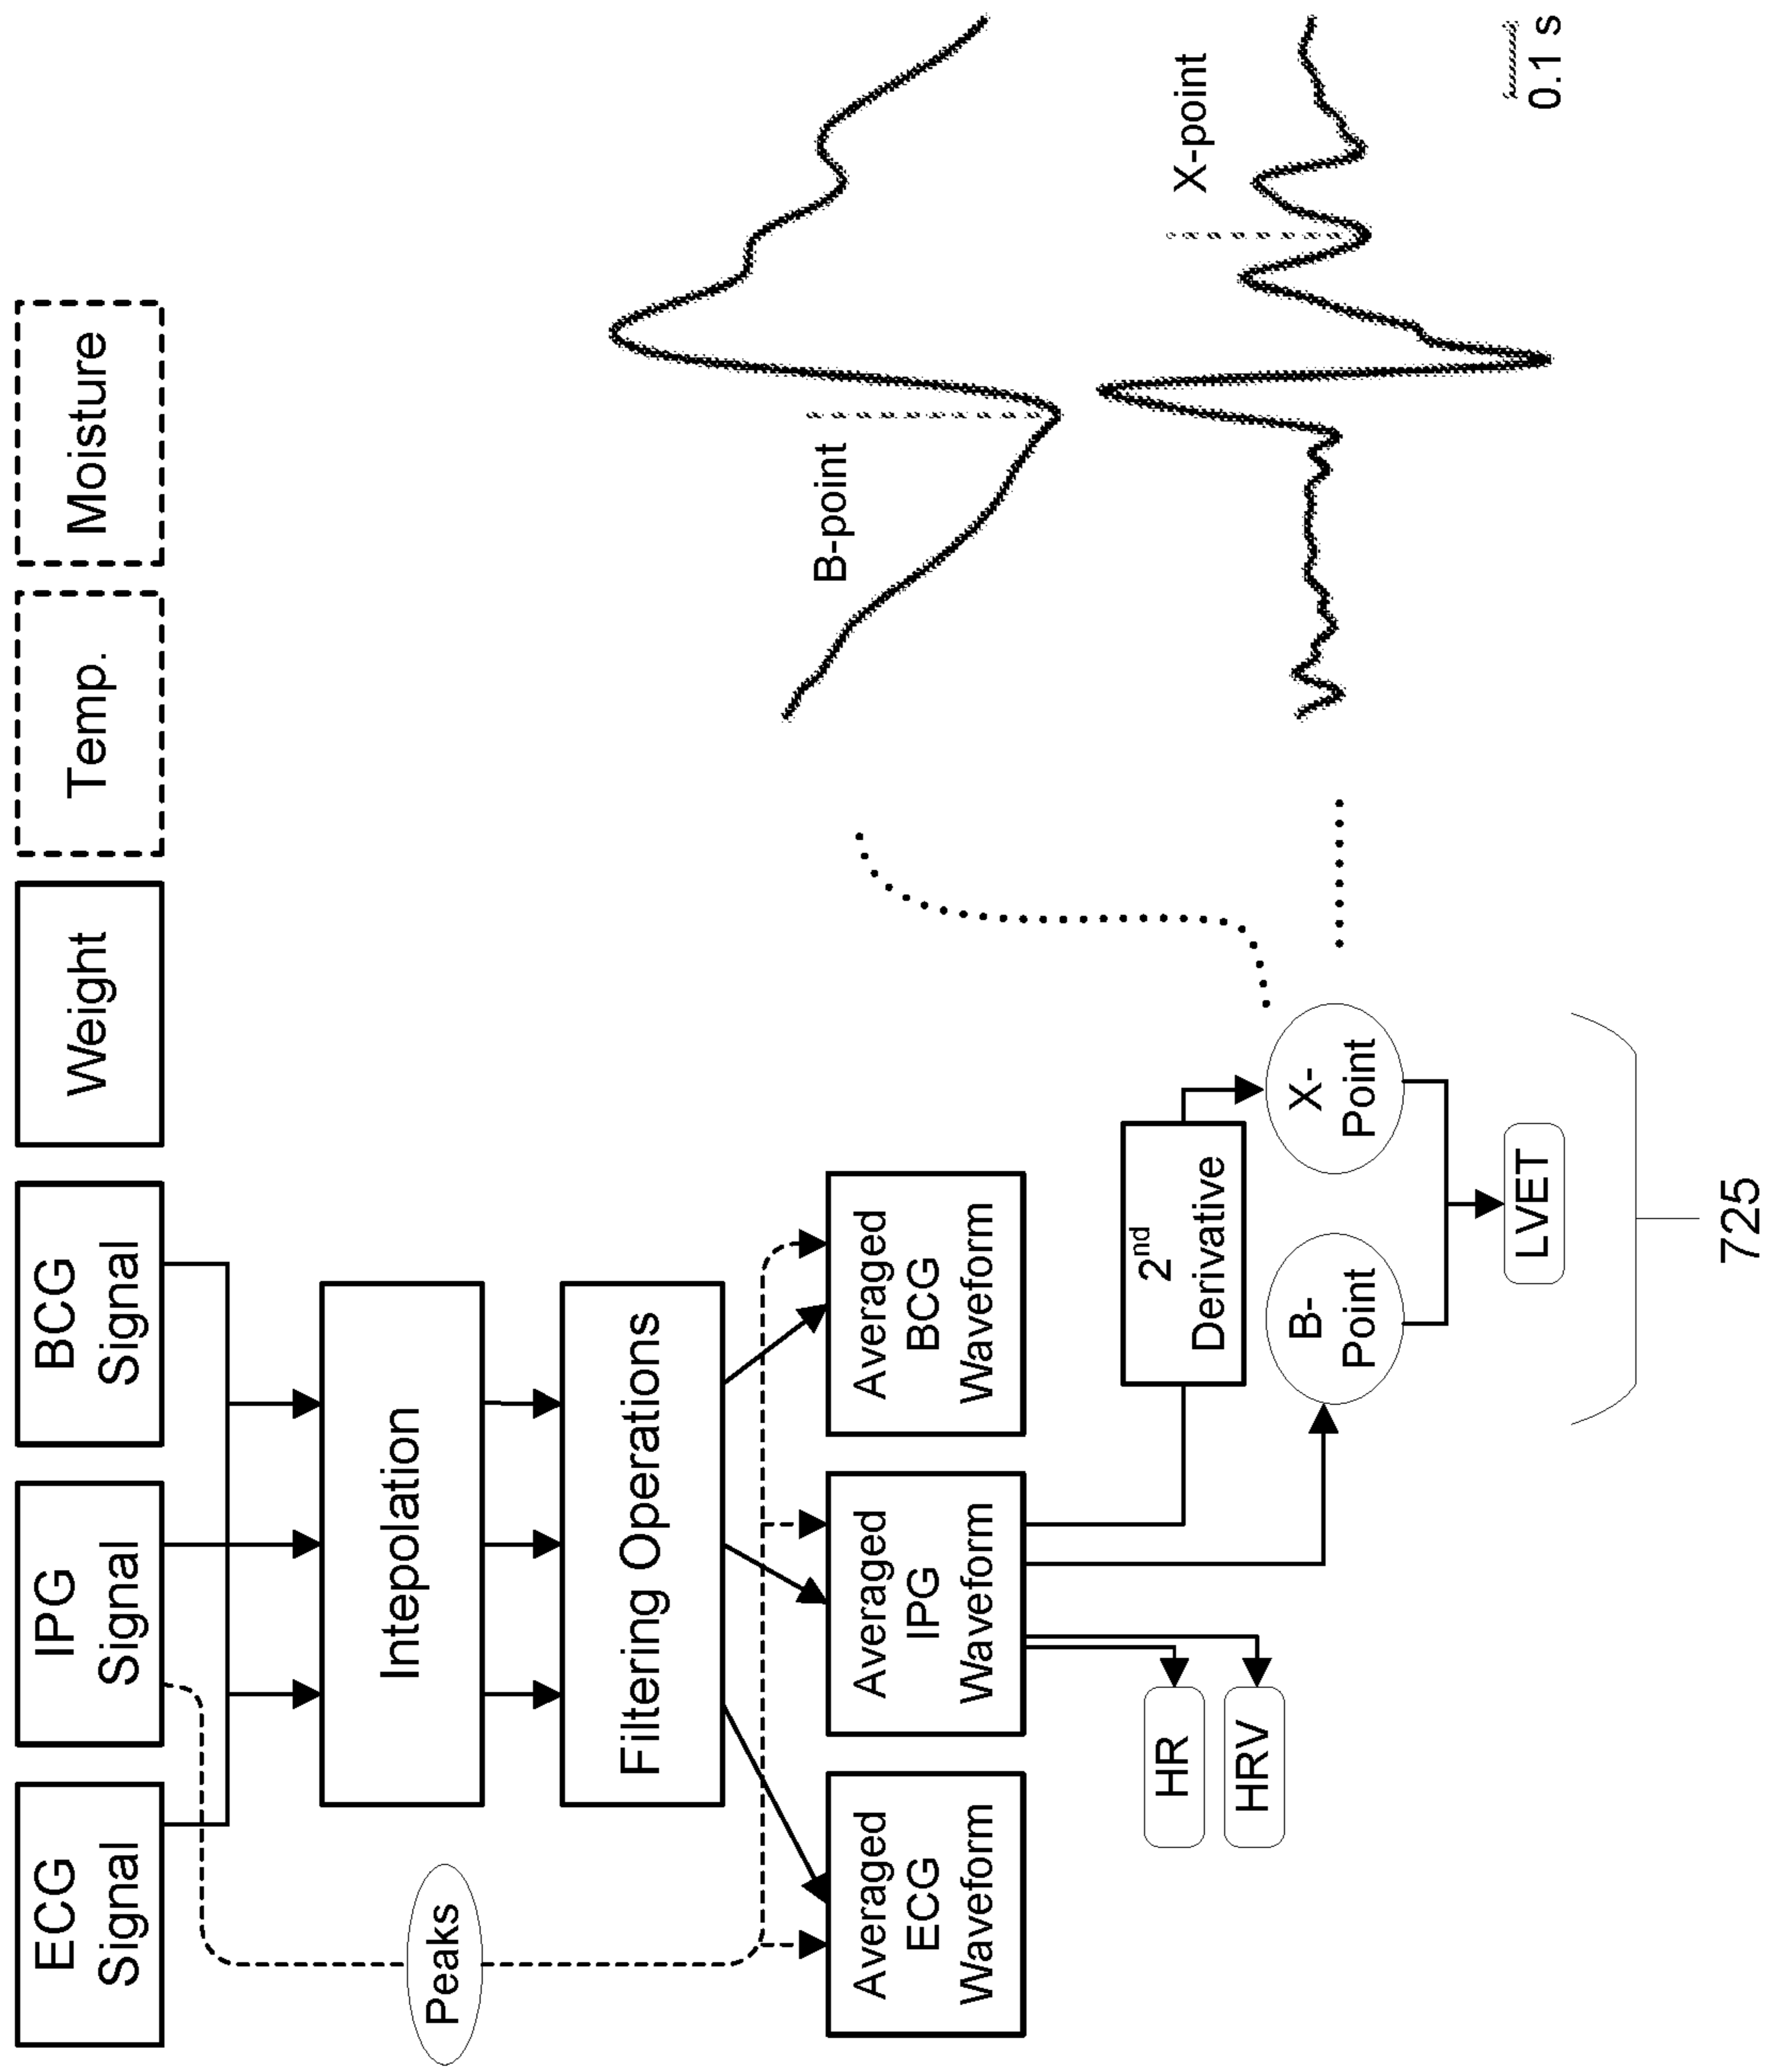 ECG
Signal
IPG
Signal
BCG
Signal
Weight
Temp.
Moisture
Peaks
Intepolation
Filtering Operations
Averaged
ECG
Waveform
Averaged
IPG
Waveform
Averaged
BCG
Waveform
HR
HRV
2nd
Derivative
B-
Point
X-
Point
LVET
725
B-point
X-point
0.1 s